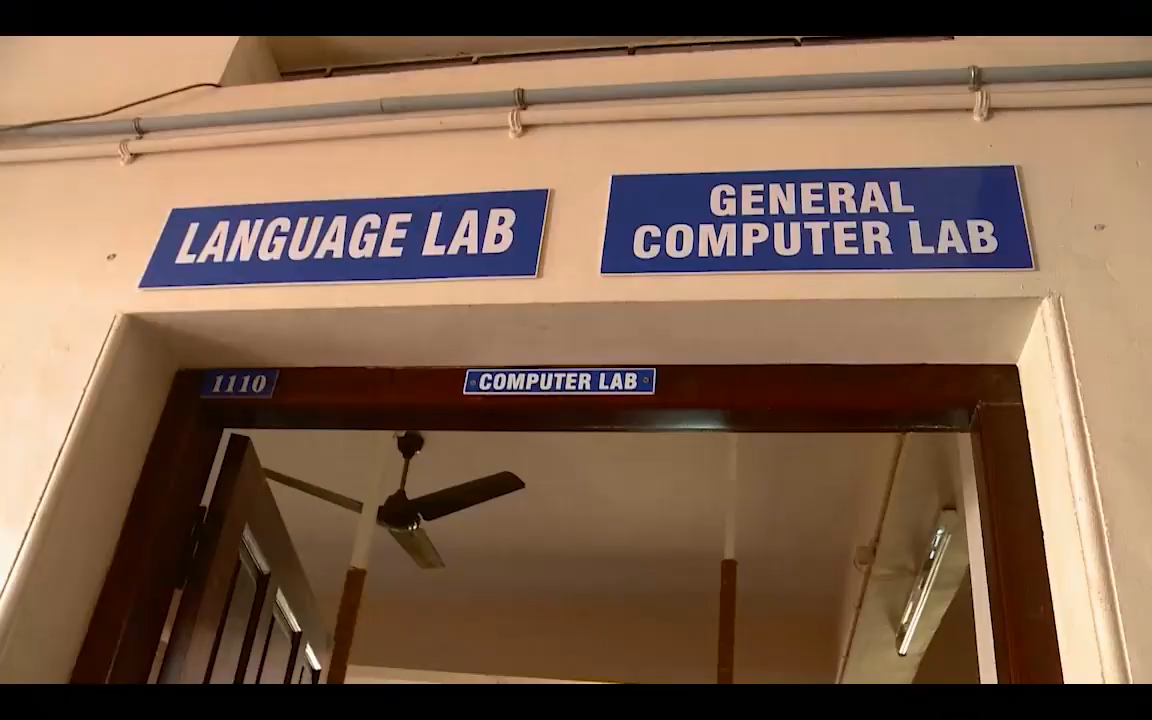 LANGUAGE LAB
GENERAL
COMPUTER LAB
1110
COMPUTER LAB